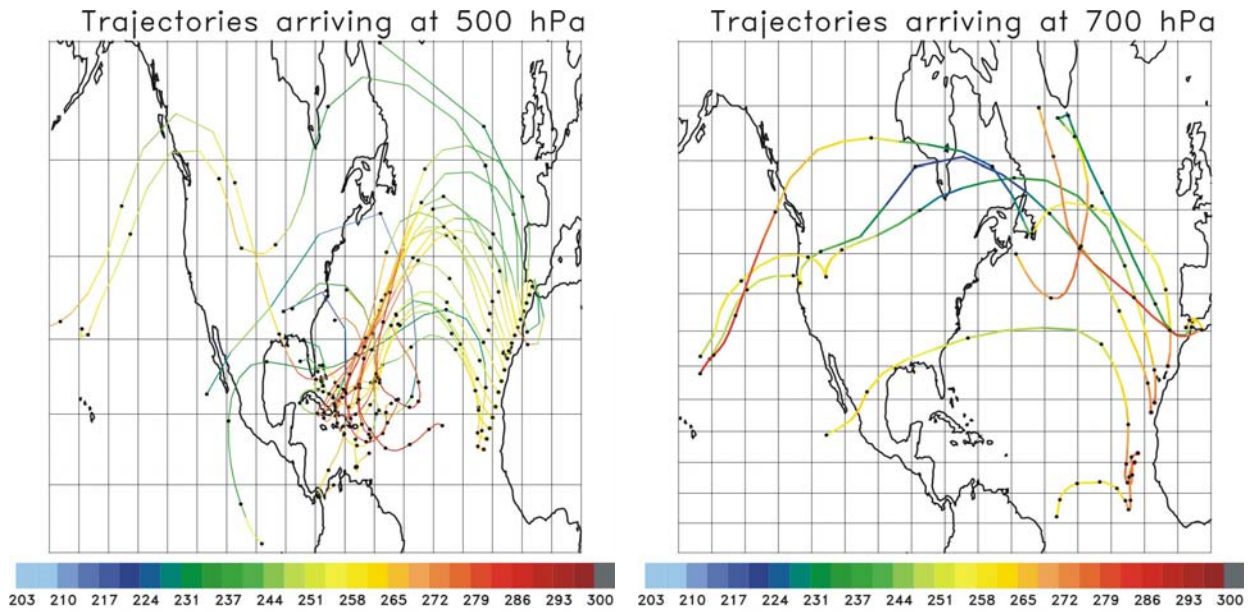 Trajectories arriving at 500 hPa
Trajectories arriving at 700 hPa
203 210 217 224 231 237 244 251 258 265 272 279 286 293 300
203 210 217 224 231 237 244 251 258 265 272 279 286 293 300